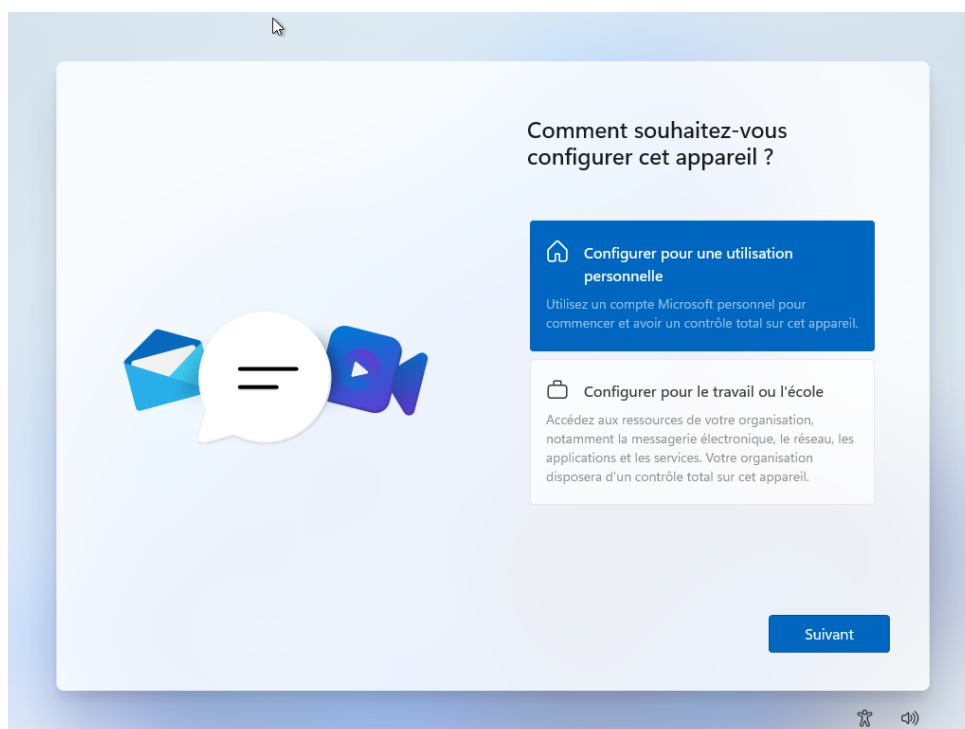 Comment souhaitez-vous
configurer cet appareil ?
Configurer pour une utilisation
personnelle
Utilisez un compte Microsoft personnel pour
commencer et avoir un contrôle total sur cet appareil.
Configurer pour le travail ou l'école
Accédez aux ressources de votre organisation,
notamment la messagerie électronique, le réseau, les
applications et les services. Votre organisation
disposera d'un contrôle total sur cet appareil.
Suivant